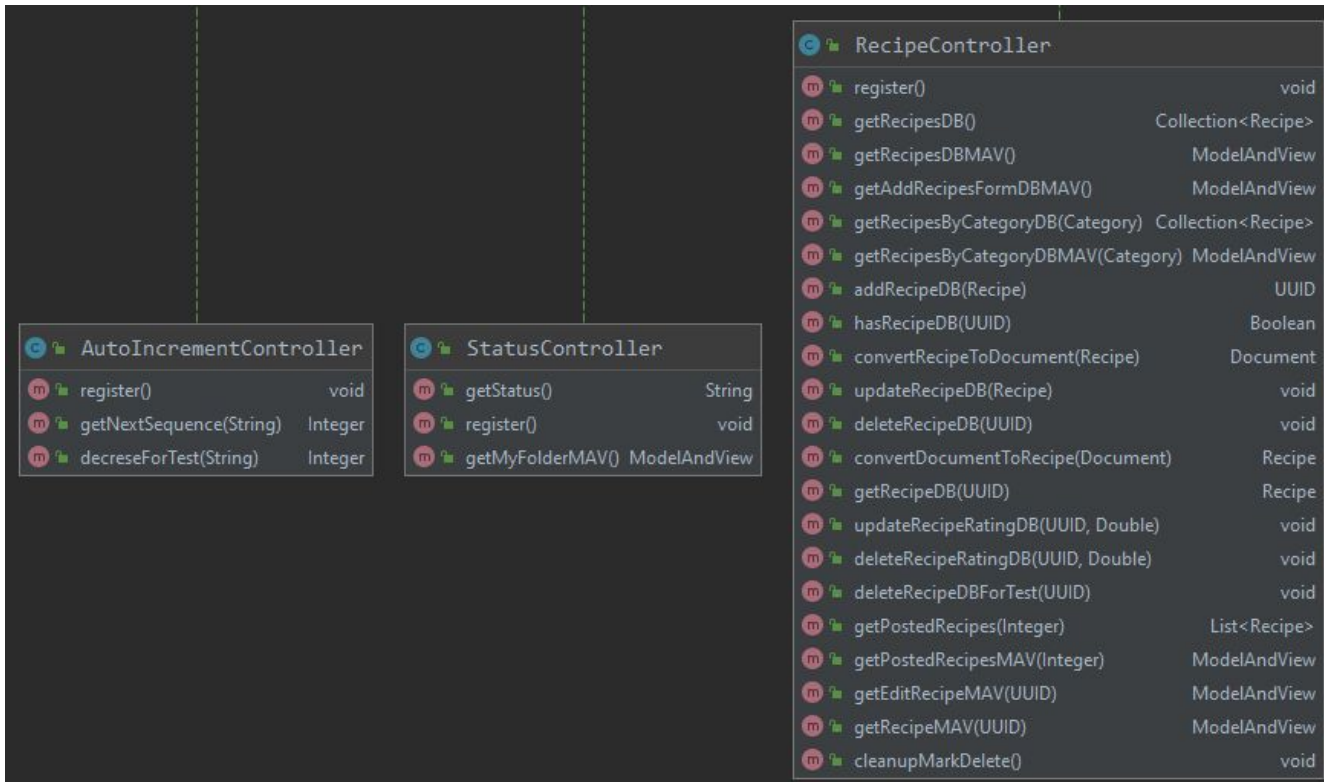 AutoIncrementController
register() void
getNextSequence(String) Integer
decreseForTest(String) Integer
StatusController
getStatus() String
register() void
getMyFolderMAV() ModelAndView
RecipeController
register() void
getRecipesDB() Collection<Recipe>
getRecipesDBMAV() ModelAndView
getAddRecipesFormDBMAV() ModelAndView
getRecipesByCategoryDB(Category) Collection<Recipe>
getRecipesByCategoryDBMAV(Category) ModelAndView
addRecipeDB(Recipe) UUID
hasRecipeDB(UUID) Boolean
convertRecipeToDocument(Recipe) Document
updateRecipeDB(Recipe) void
deleteRecipeDB(UUID) void
convertDocumentToRecipe(Document) Recipe
getRecipeDB(UUID) Recipe
updateRecipeRatingDB(UUID, Double) void
deleteRecipeRatingDB(UUID, Double) void
deleteRecipeDBForTest(UUID) void
getPostedRecipes(Integer) List<Recipe>
getPostedRecipesMAV(Integer) ModelAndView
getEditRecipeMAV(UUID) ModelAndView
getRecipeMAV(UUID) ModelAndView
cleanupMarkDelete() void